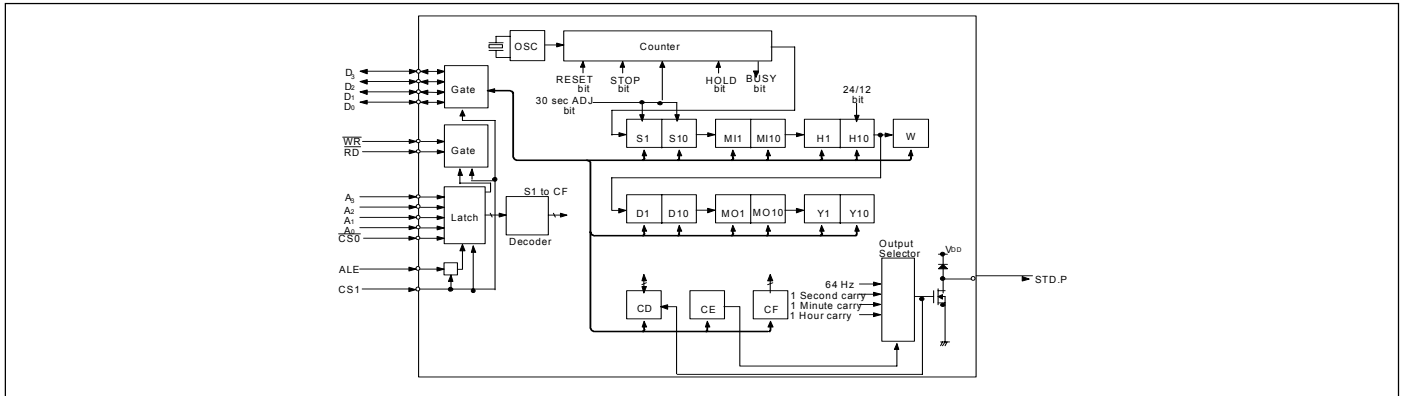 OSC
Counter
RESET bit
STOP bit
HOLD bit
BUSY bit
30 sec ADJ bit
24/12 bit
D3
D2
D1
D0
Gate
WR
RD
Gate
S1 S10 MI1 MI10 H1 H10 W
A3
A2
A1
A0
CS0
Latch
S1 to CF
Decoder
D1 D10 MO1 MO10 Y1 Y10
ALE
CS1
Output Selector
VDD
STD.P
64 Hz
1 Second carry
1 Minute carry
1 Hour carry
CD CE CF